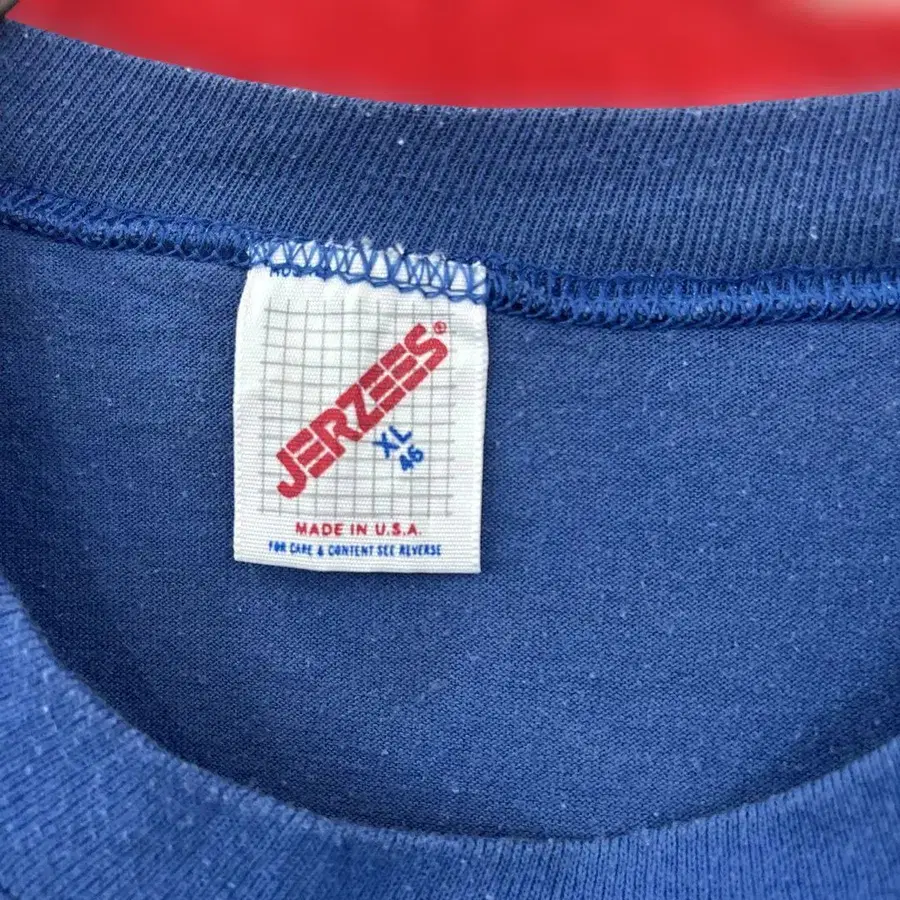 JERZEES®
XL
46
MADE IN U.S.A.
FOR CARE & CONTENT SEE REVERSE